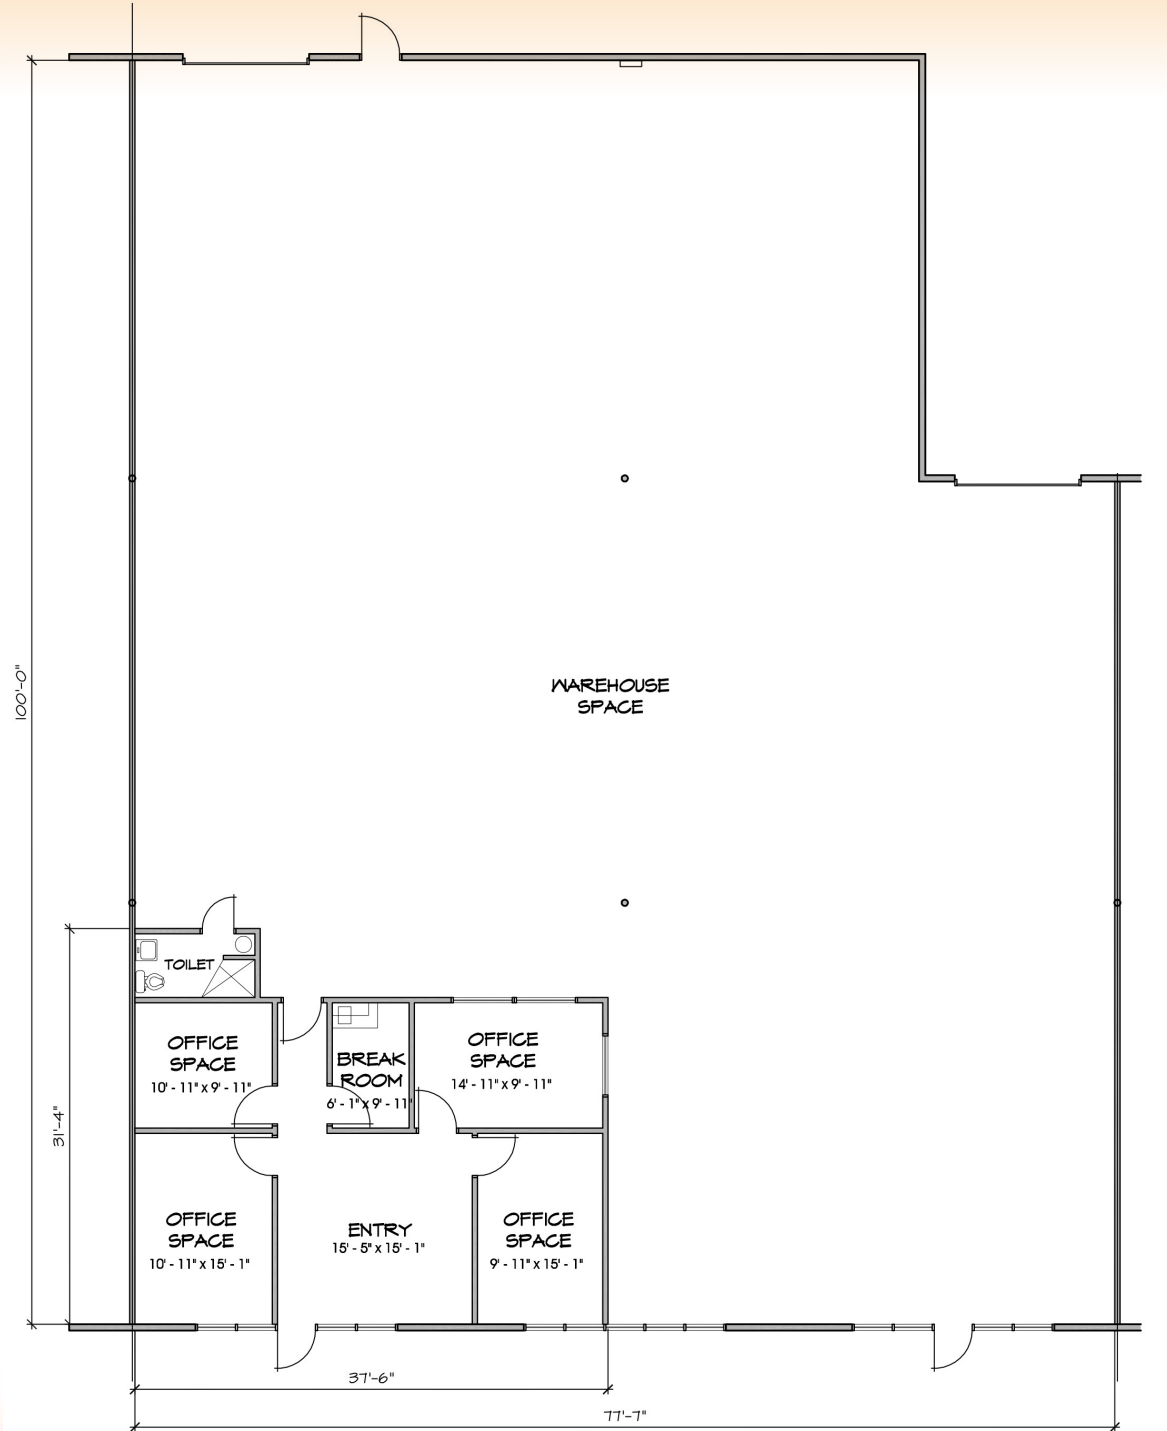 100'-0"
WAREHOUSE
SPACE
TOILET
31'-4"
OFFICE
SPACE
10' - 11" x 9' - 11"
BREAK
ROOM
6' - 1" x 9' - 11"
OFFICE
SPACE
14' - 11" x 9' - 11"
OFFICE
SPACE
10' - 11" x 15' - 1"
ENTRY
15' - 5" x 15' - 1"
OFFICE
SPACE
9' - 11" x 15' - 1"
37'-6"
77'-7"